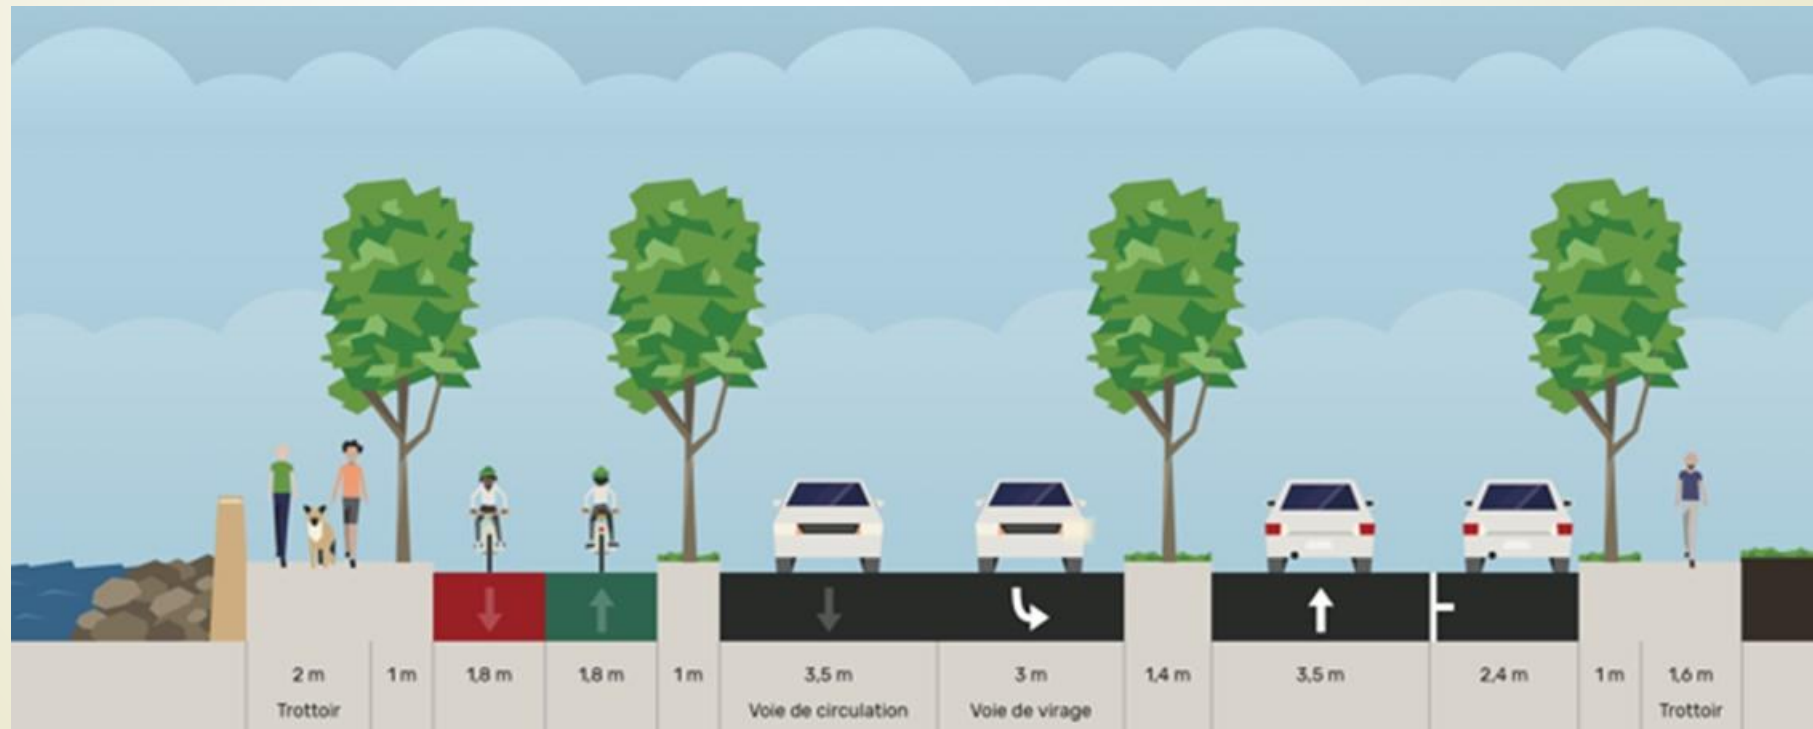 2 m
Trottoir
1 m
1,8 m
1,8 m
1 m
3,5 m
Voie de circulation
3 m
Voie de virage
1,4 m
3,5 m
2,4 m
1 m
1,6 m
Trottoir